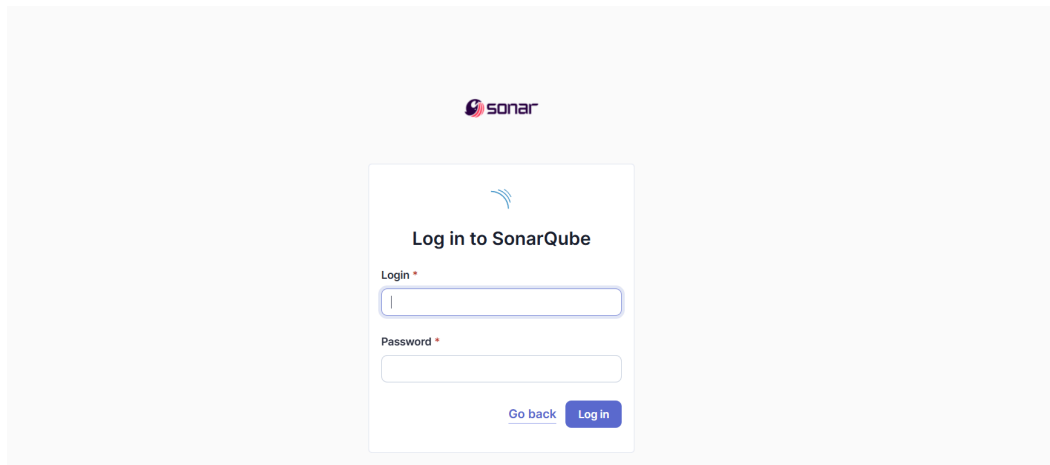 sonar
Log in to SonarQube
Login *
Password *
Go back Log in